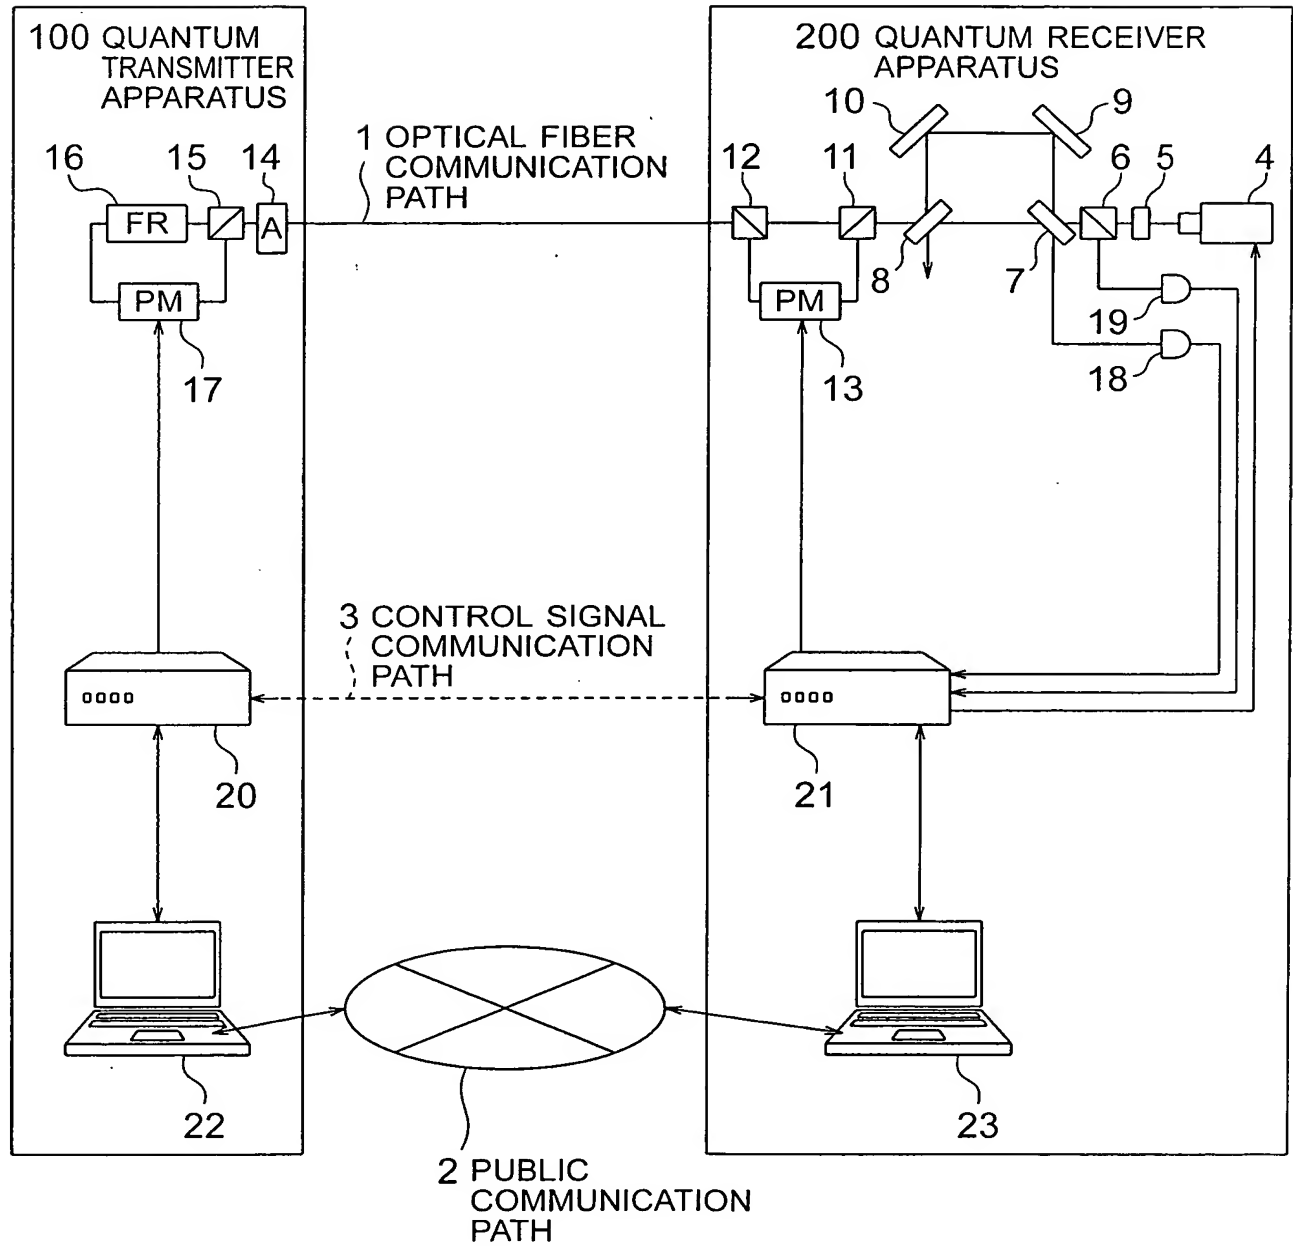 100 QUANTUM
TRANSMITTER
APPARATUS
200 QUANTUM RECEIVER
APPARATUS
10
9
1 OPTICAL FIBER
COMMUNICATION
PATH
16
15
14
12
11
6
5
4
FR
A
8
7
PM
PM
19
17
13
18
3 CONTROL SIGNAL
COMMUNICATION
PATH
20
21
22
23
2 PUBLIC
COMMUNICATION
PATH